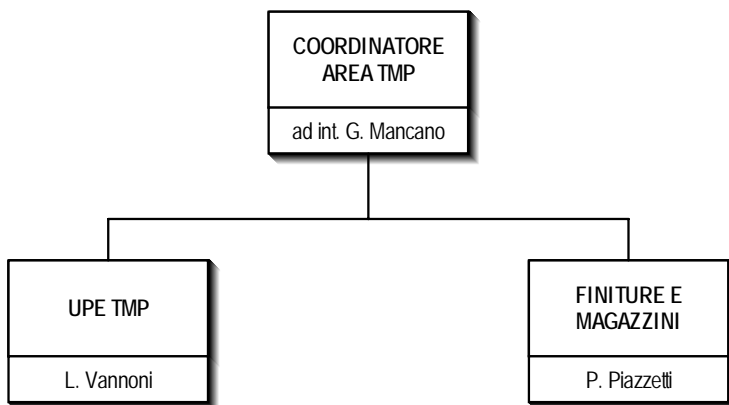 COORDINATORE
AREA TMP
ad int. G. Mancano
UPE TMP
L. Vannoni
FINITURE E
MAGAZZINI
P. Piazzetti